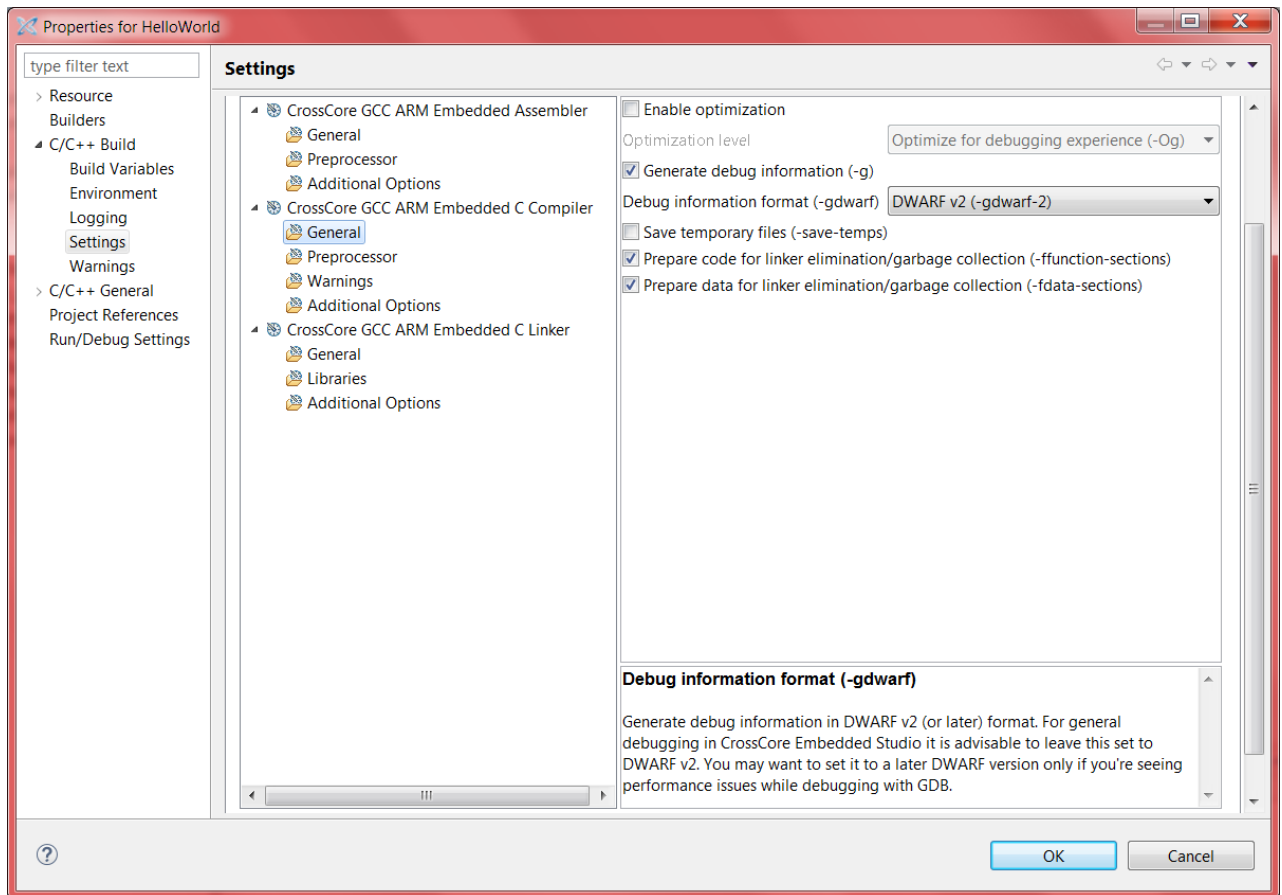 Properties for HelloWorld
type filter text
Resource
Builders
C/C++ Build
Build Variables
Environment
Logging
Settings
Warnings
C/C++ General
Project References
Run/Debug Settings
Settings
CrossCore GCC ARM Embedded Assembler
General
Preprocessor
Additional Options
CrossCore GCC ARM Embedded C Compiler
General
Preprocessor
Warnings
Additional Options
CrossCore GCC ARM Embedded C Linker
General
Libraries
Additional Options
Enable optimization
Optimization level Optimize for debugging experience (-Og)
Generate debug information (-g)
Debug information format (-gdwarf) DWARF v2 (-gdwarf-2)
Save temporary files (-save-temps)
Prepare code for linker elimination/garbage collection (-ffunction-sections)
Prepare data for linker elimination/garbage collection (-fdata-sections)
Debug information format (-gdwarf)
Generate debug information in DWARF v2 (or later) format. For general
debugging in CrossCore Embedded Studio it is advisable to leave this set to
DWARF v2. You may want to set it to a later DWARF version only if you're seeing
performance issues while debugging with GDB.
OK
Cancel